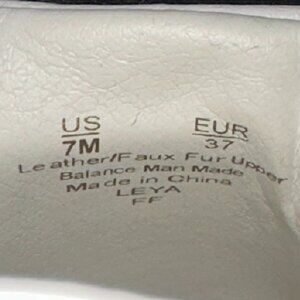 US EUR
7M 37
Leather/Faux Fur Upper
Balance Man Made
Made in China
LEYA
FF